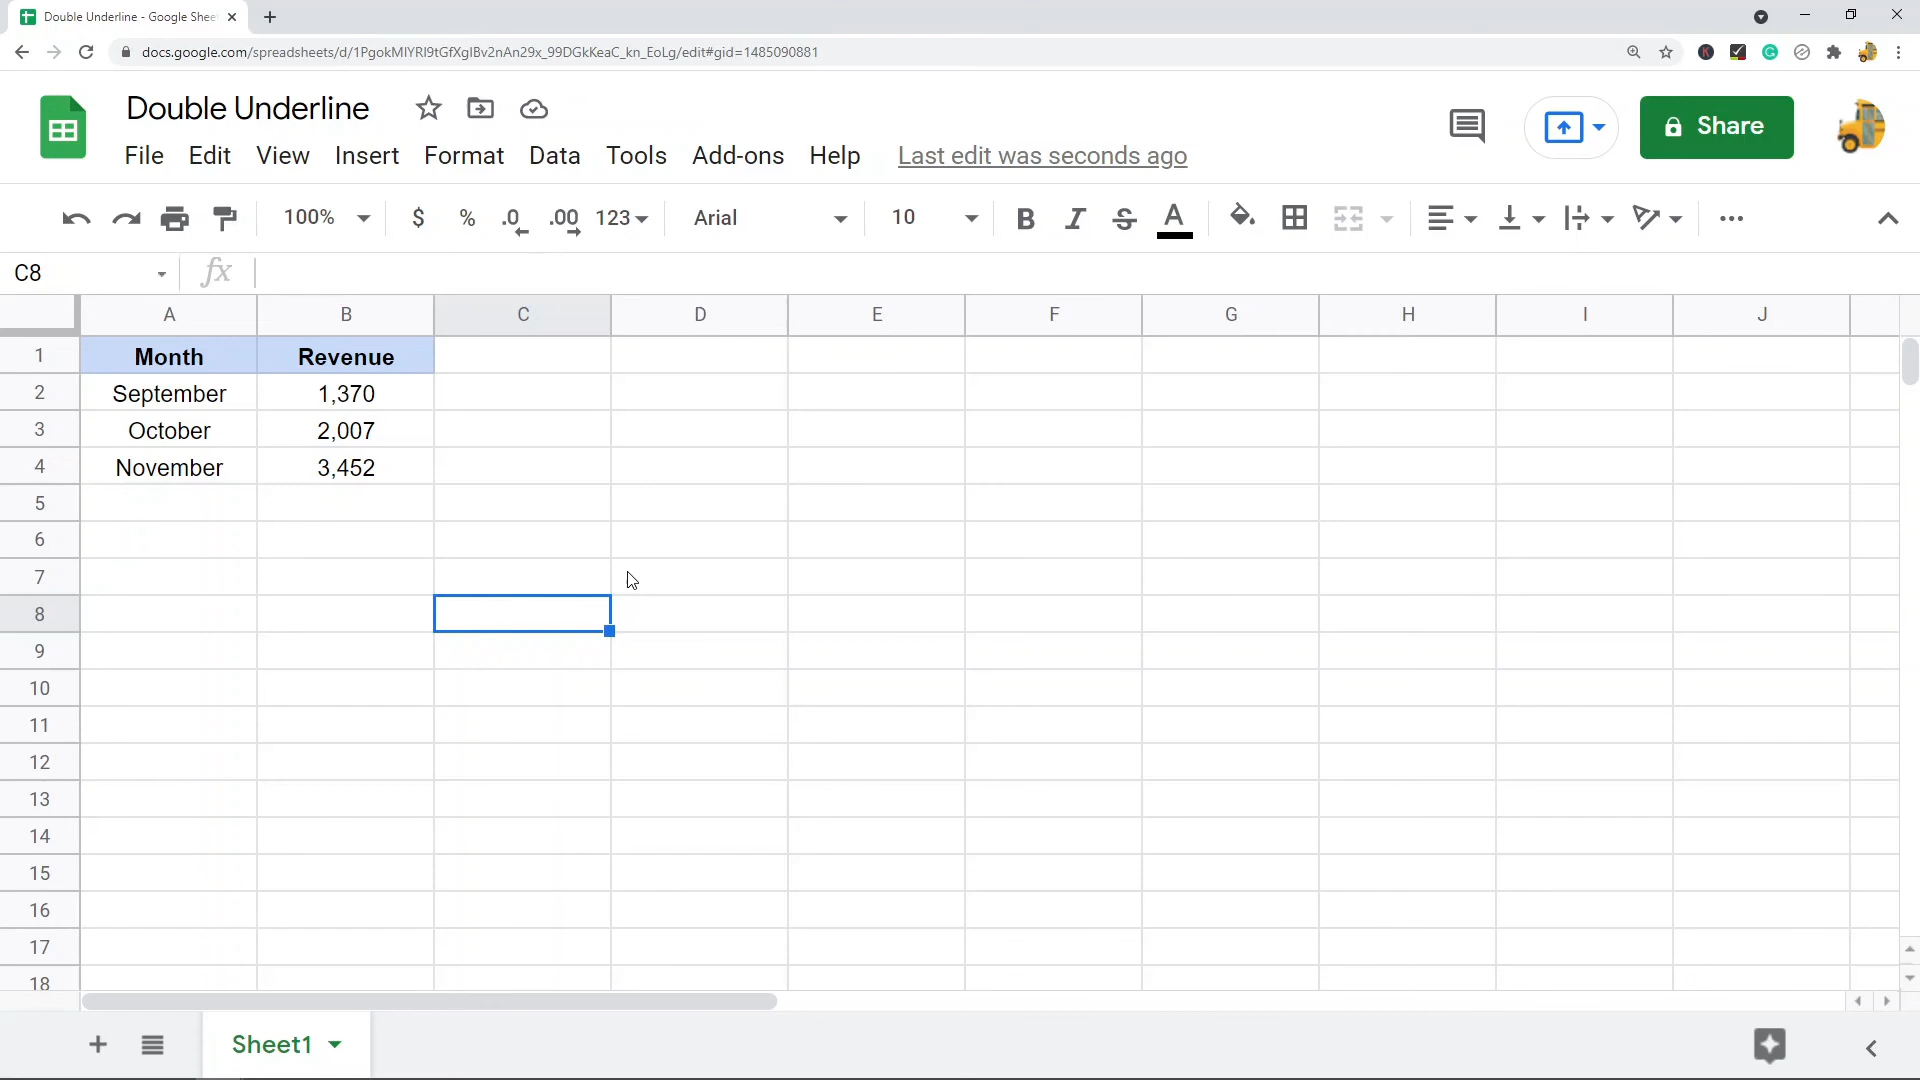 Double Underline - Google Shee
docs.google.com/spreadsheets/d/1PgokMIYRI9tGfXgIBv2nAn29x_99DGkKeaC_kn_EoLg/edit#gid=1485090881
Double Underline
Share
File Edit View Insert Format Data Tools Add-ons Help Last edit was seconds ago
100% $ % .0 .00 123 Arial 10 B I S A
C8 fx
A B C D E F G H I J
1 Month Revenue
2 September 1,370
3 October 2,007
4 November 3,452
5
6
7
8
9
10
11
12
13
14
15
16
17
18
Sheet1